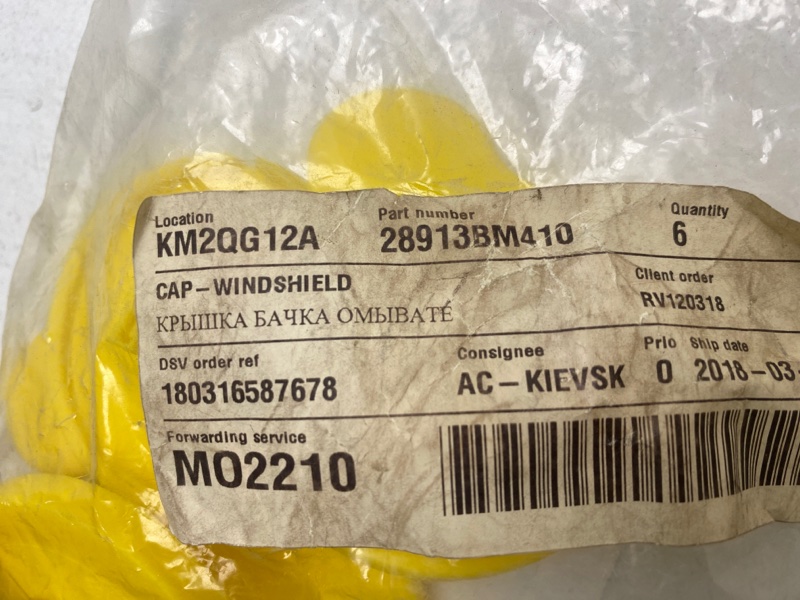 Location Part number Quantity
KM2QG12A 28913BM410 6
CAP-WINDSHIELD Client order
КРЫШКА БАЧКА ОМЫВАТЕ́ RV120318
DSV order ref Consignee Prio Ship date
180316587678 AC-KIEVSK 0 2018-03-
Forwarding service
MO2210